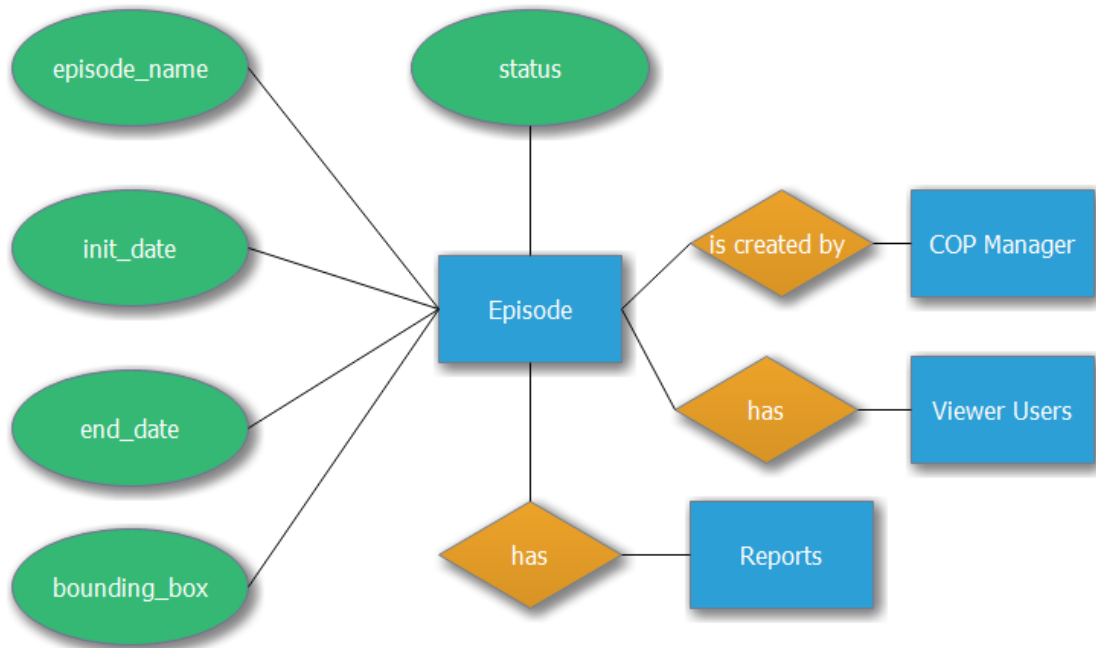 episode_name
status
init_date
is created by
COP Manager
Episode
end_date
has
Viewer Users
has
Reports
bounding_box